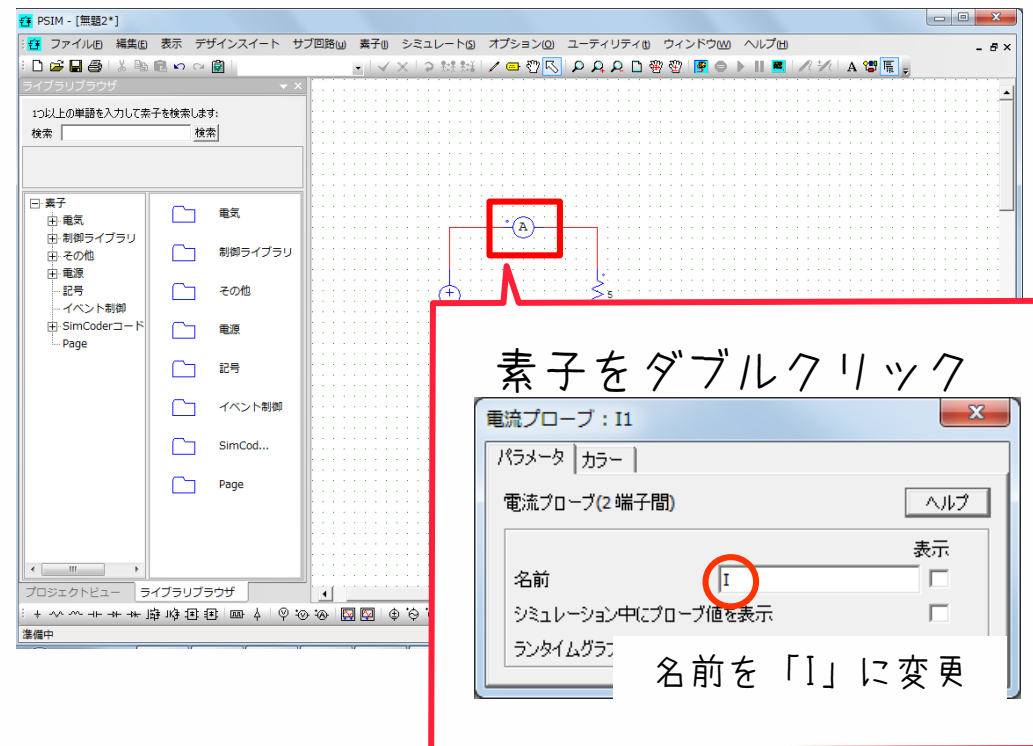 PSIM - [無題2*]
ファイル(F) 編集(E) 表示 デザインスイート サブ回路(u) 素子(l) シミュレート(S) オプション(O) ユーティリティ(t) ウィンドウ(W) ヘルプ(H)
ライブラリブラウザ
1つ以上の単語を入力して素子を検索します:
検索
検索
素子
電気
制御ライブラリ
その他
電源
記号
イベント制御
SimCoderコード
Page
電気
制御ライブラリ
その他
電源
記号
イベント制御
SimCod...
Page
A
5
プロジェクトビュー ライブラリブラウザ
準備中
素子をダブルクリック
電流プローブ : I1
パラメータ カラー
電流プローブ(2 端子間)
ヘルプ
表示
名前 I
シミュレーション中にプローブ値を表示
ランタイムグラフ
名前を「I」に変更